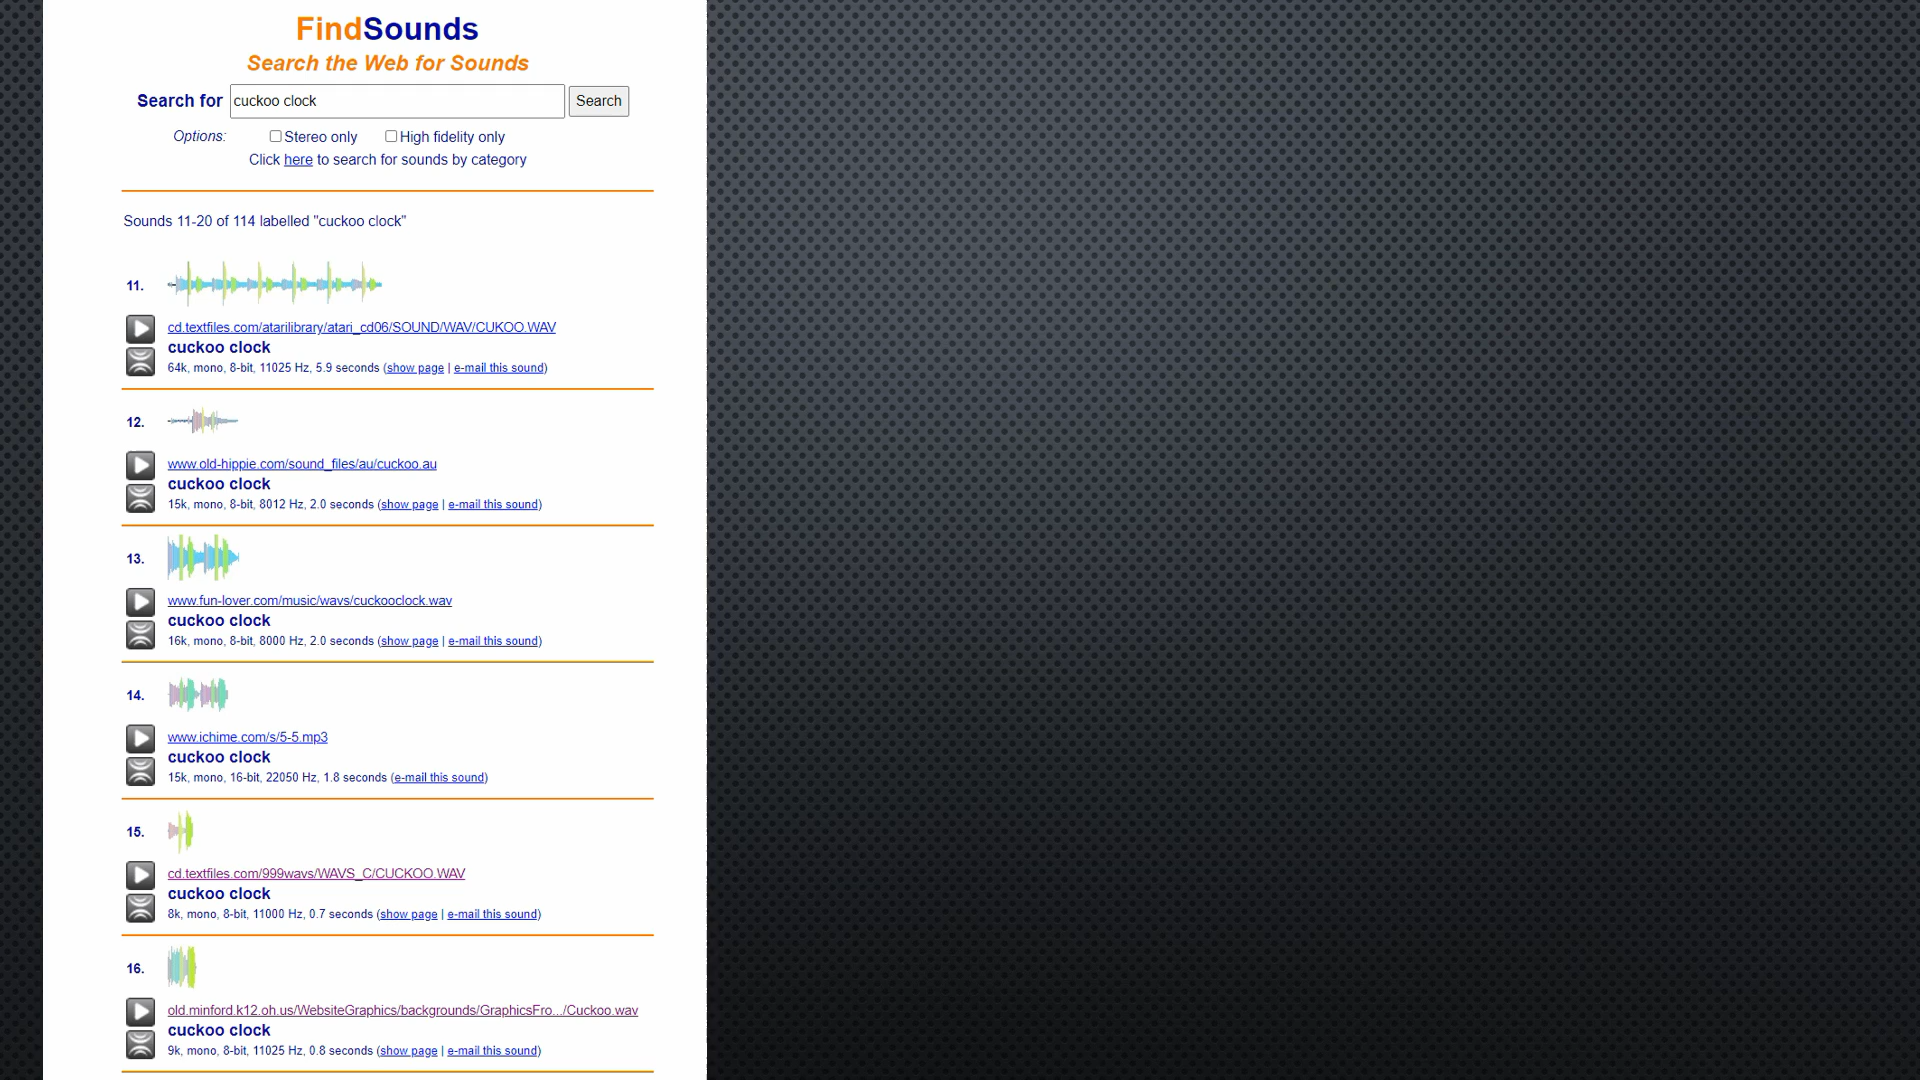 FindSounds
Search the Web for Sounds
Search for cuckoo clock Search
Options: Stereo only High fidelity only
Click here to search for sounds by category
Sounds 11-20 of 114 labelled "cuckoo clock"
11.
cd.textfiles.com/atarilibrary/atari_cd06/SOUND/WAV/CUKOO.WAV
cuckoo clock
64k, mono, 8-bit, 11025 Hz, 5.9 seconds (show page | e-mail this sound)
12.
www.old-hippie.com/sound_files/au/cuckoo.au
cuckoo clock
15k, mono, 8-bit, 8012 Hz, 2.0 seconds (show page | e-mail this sound)
13.
www.fun-lover.com/music/wavs/cuckooclock.wav
cuckoo clock
16k, mono, 8-bit, 8000 Hz, 2.0 seconds (show page | e-mail this sound)
14.
www.ichime.com/s/5-5.mp3
cuckoo clock
15k, mono, 16-bit, 22050 Hz, 1.8 seconds (e-mail this sound)
15.
cd.textfiles.com/999wavs/WAVS_C/CUCKOO.WAV
cuckoo clock
8k, mono, 8-bit, 11000 Hz, 0.7 seconds (show page | e-mail this sound)
16.
old.minford.k12.oh.us/WebsiteGraphics/backgrounds/GraphicsFro.../Cuckoo.wav
cuckoo clock
9k, mono, 8-bit, 11025 Hz, 0.8 seconds (show page | e-mail this sound)